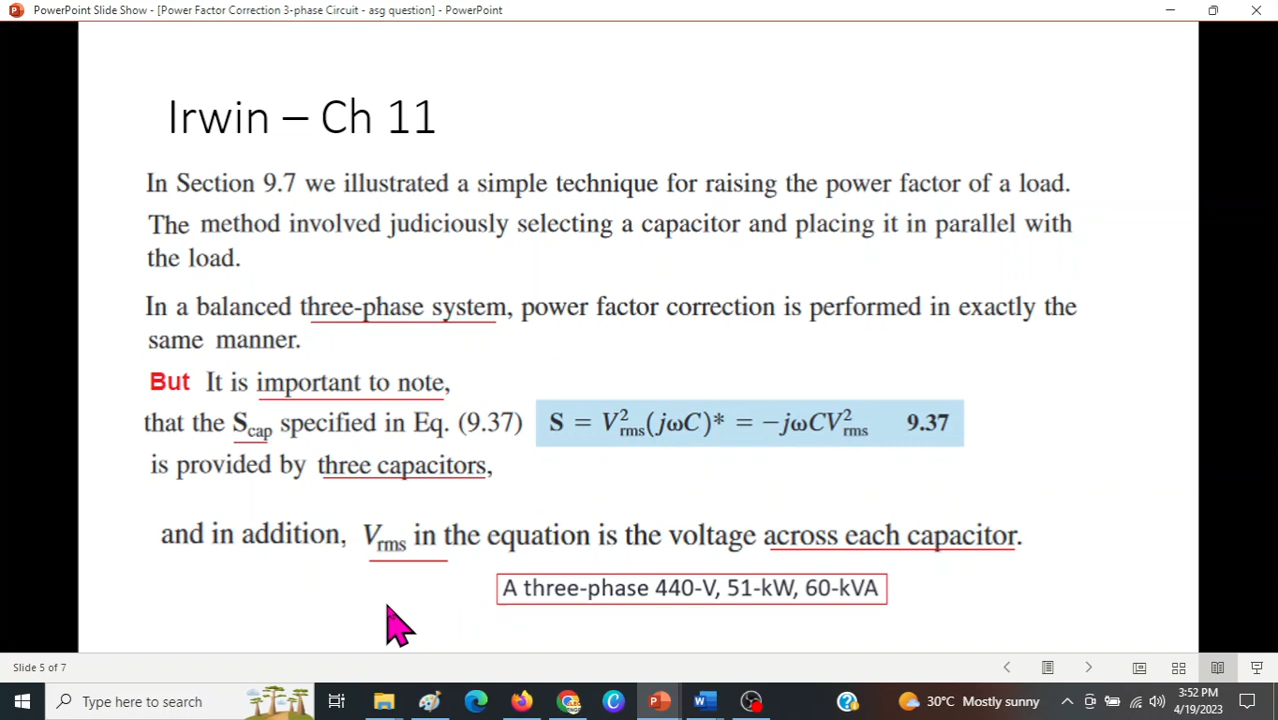 PowerPoint Slide Show - [Power Factor Correction 3-phase Circuit - asg question] - PowerPoint
Irwin – Ch 11
In Section 9.7 we illustrated a simple technique for raising the power factor of a load.
The method involved judiciously selecting a capacitor and placing it in parallel with
the load.
In a balanced three-phase system, power factor correction is performed in exactly the
same manner.
But It is important to note,
that the S_cap specified in Eq. (9.37) S = V²_rms(jωC)* = −jωCV²_rms 9.37
is provided by three capacitors,
and in addition, V_rms in the equation is the voltage across each capacitor.
A three-phase 440-V, 51-kW, 60-kVA
Slide 5 of 7
Type here to search
30°C Mostly sunny
3:52 PM
4/19/2023